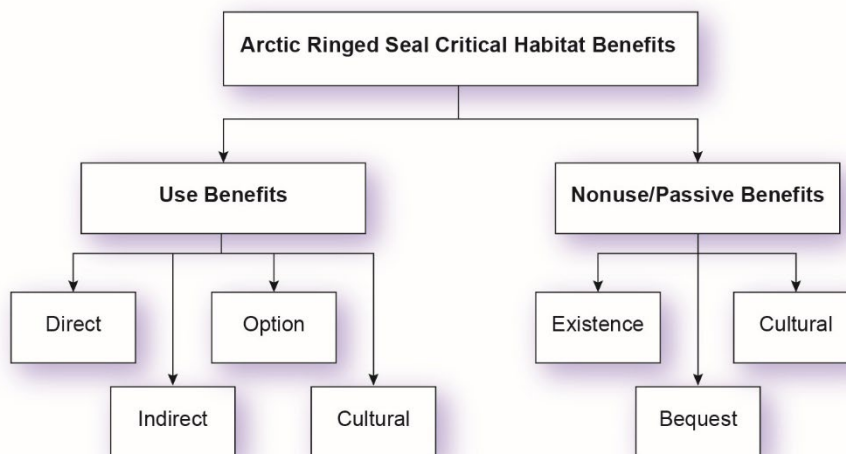 Arctic Ringed Seal Critical Habitat Benefits
Use Benefits
Nonuse/Passive Benefits
Direct
Option
Existence
Cultural
Indirect
Cultural
Bequest